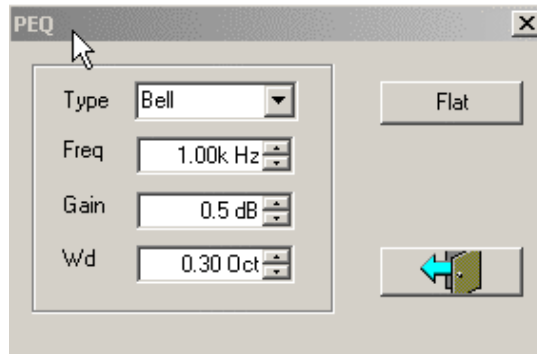 PEQ
Type Bell Flat
Freq 1.00k Hz
Gain 0.5 dB
Wd 0.30 Oct